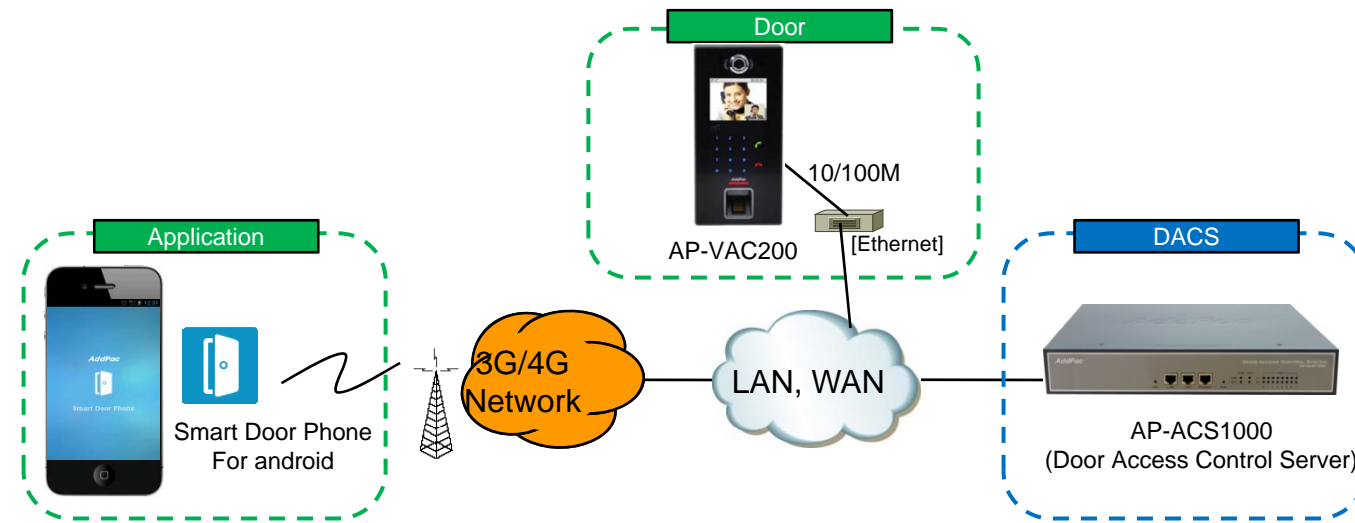 Door
10/100M
[Ethernet]
AP-VAC200
Application
AddPac
Smart Door Phone
Smart Door Phone
For android
3G/4G
Network
LAN, WAN
DACS
AddPac
AP-ACS1000
(Door Access Control Server)